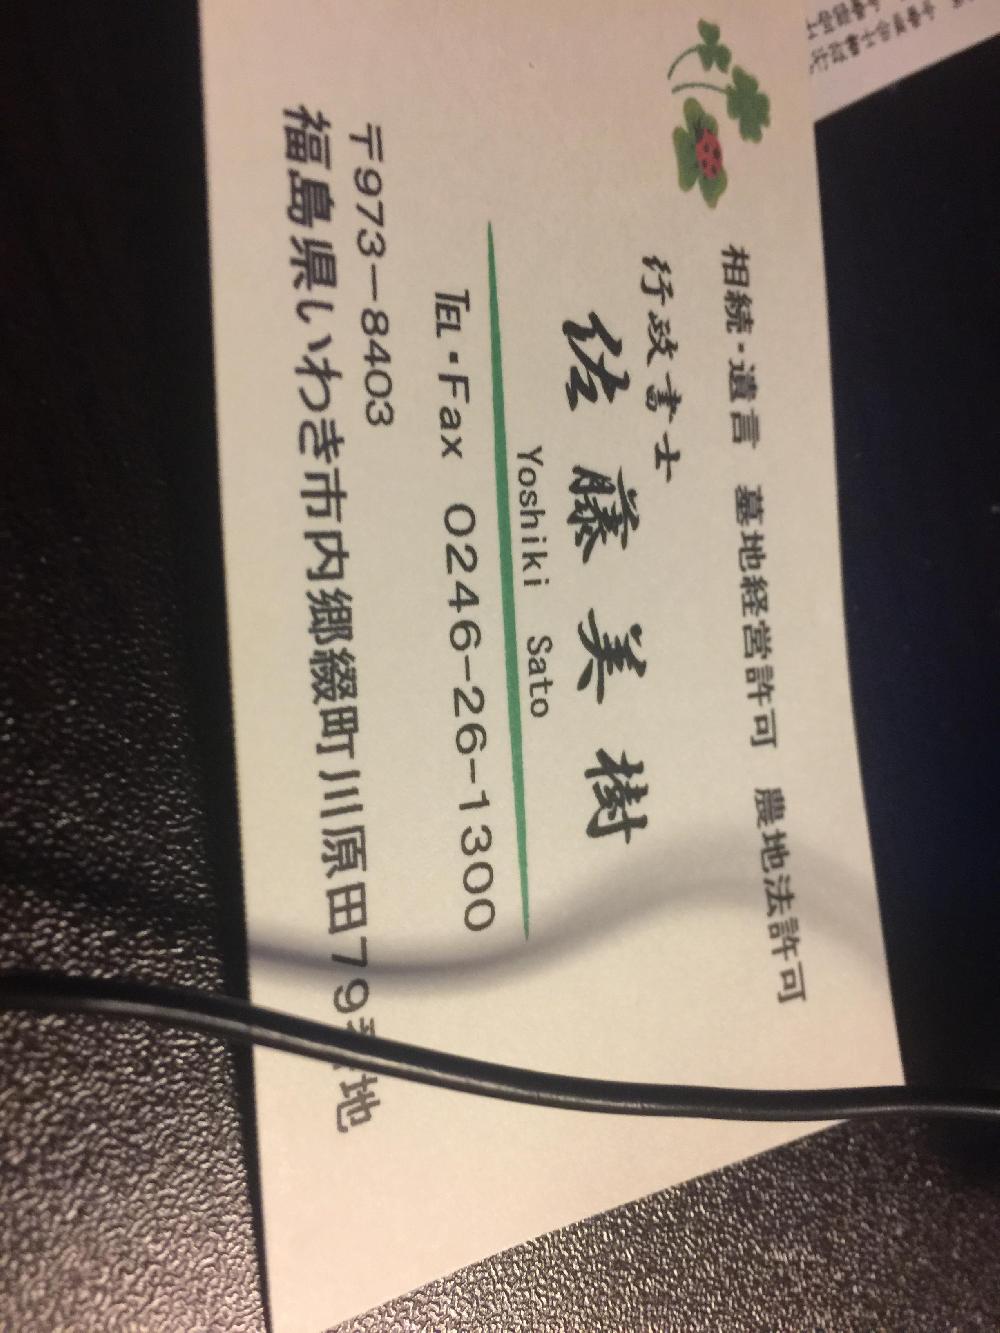 相続・遺言 墓地経営許可 農地法許可
行政書士
佐藤美樹
Yoshiki Sato
TEL・Fax 0246-26-1300
〒973-8403
福島県いわき市内郷綴町川原田79番地